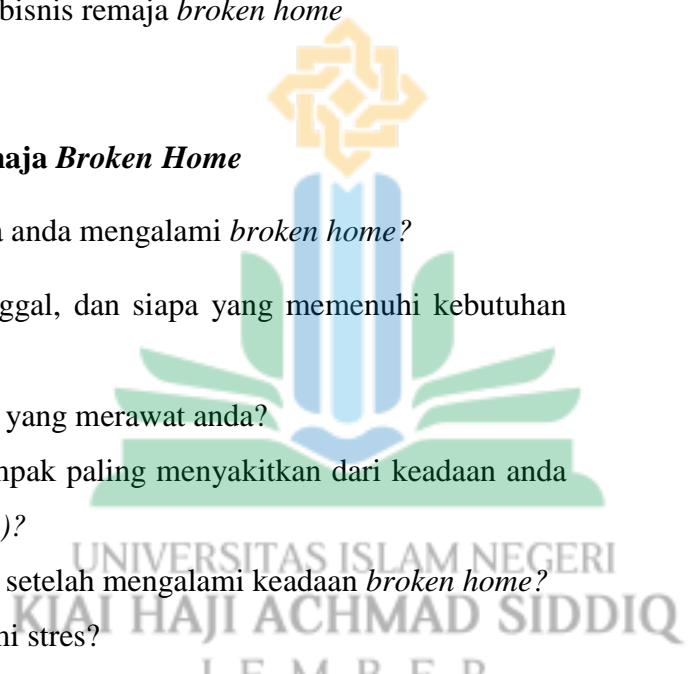 bisnis remaja broken home
naja Broken Home
a anda mengalami broken home?
ggal, dan siapa yang memenuhi kebutuhan
yang merawat anda?
npak paling menyakitkan dari keadaan anda
)?
UNIVERSITAS ISLAM NEGERI
setelah mengalami keadaan broken home?
KIAI HAJI ACHMAD SIDDIQ
ni stres?
J E M B E R